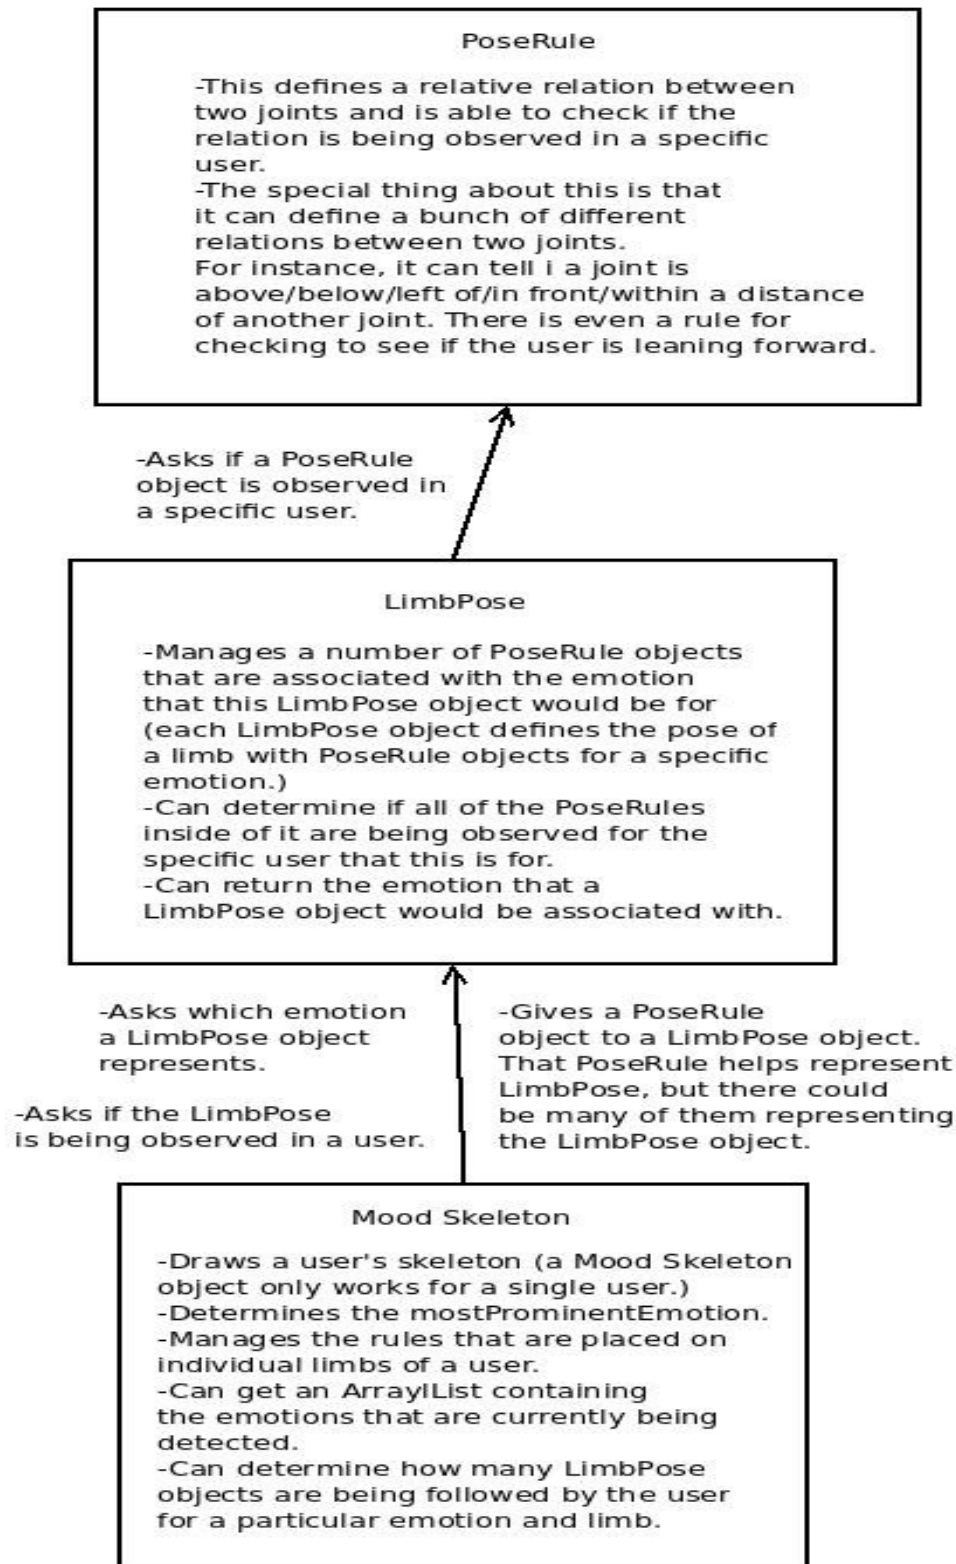 PoseRule
-This defines a relative relation between
two joints and is able to check if the
relation is being observed in a specific
user.
-The special thing about this is that
it can define a bunch of different
relations between two joints.
For instance, it can tell i a joint is
above/below/left of/in front/within a distance
of another joint. There is even a rule for
checking to see if the user is leaning forward.
-Asks if a PoseRule
object is observed in
a specific user.
LimbPose
-Manages a number of PoseRule objects
that are associated with the emotion
that this LimbPose object would be for
(each LimbPose object defines the pose of
a limb with PoseRule objects for a specific
emotion.)
-Can determine if all of the PoseRules
inside of it are being observed for the
specific user that this is for.
-Can return the emotion that a
LimbPose object would be associated with.
-Asks which emotion
a LimbPose object
represents.
-Asks if the LimbPose
is being observed in a user.
-Gives a PoseRule
object to a LimbPose object.
That PoseRule helps represent
LimbPose, but there could
be many of them representing
the LimbPose object.
Mood Skeleton
-Draws a user's skeleton (a Mood Skeleton
object only works for a single user.)
-Determines the mostProminentEmotion.
-Manages the rules that are placed on
individual limbs of a user.
-Can get an ArraylList containing
the emotions that are currently being
detected.
-Can determine how many LimbPose
objects are being followed by the user
for a particular emotion and limb.